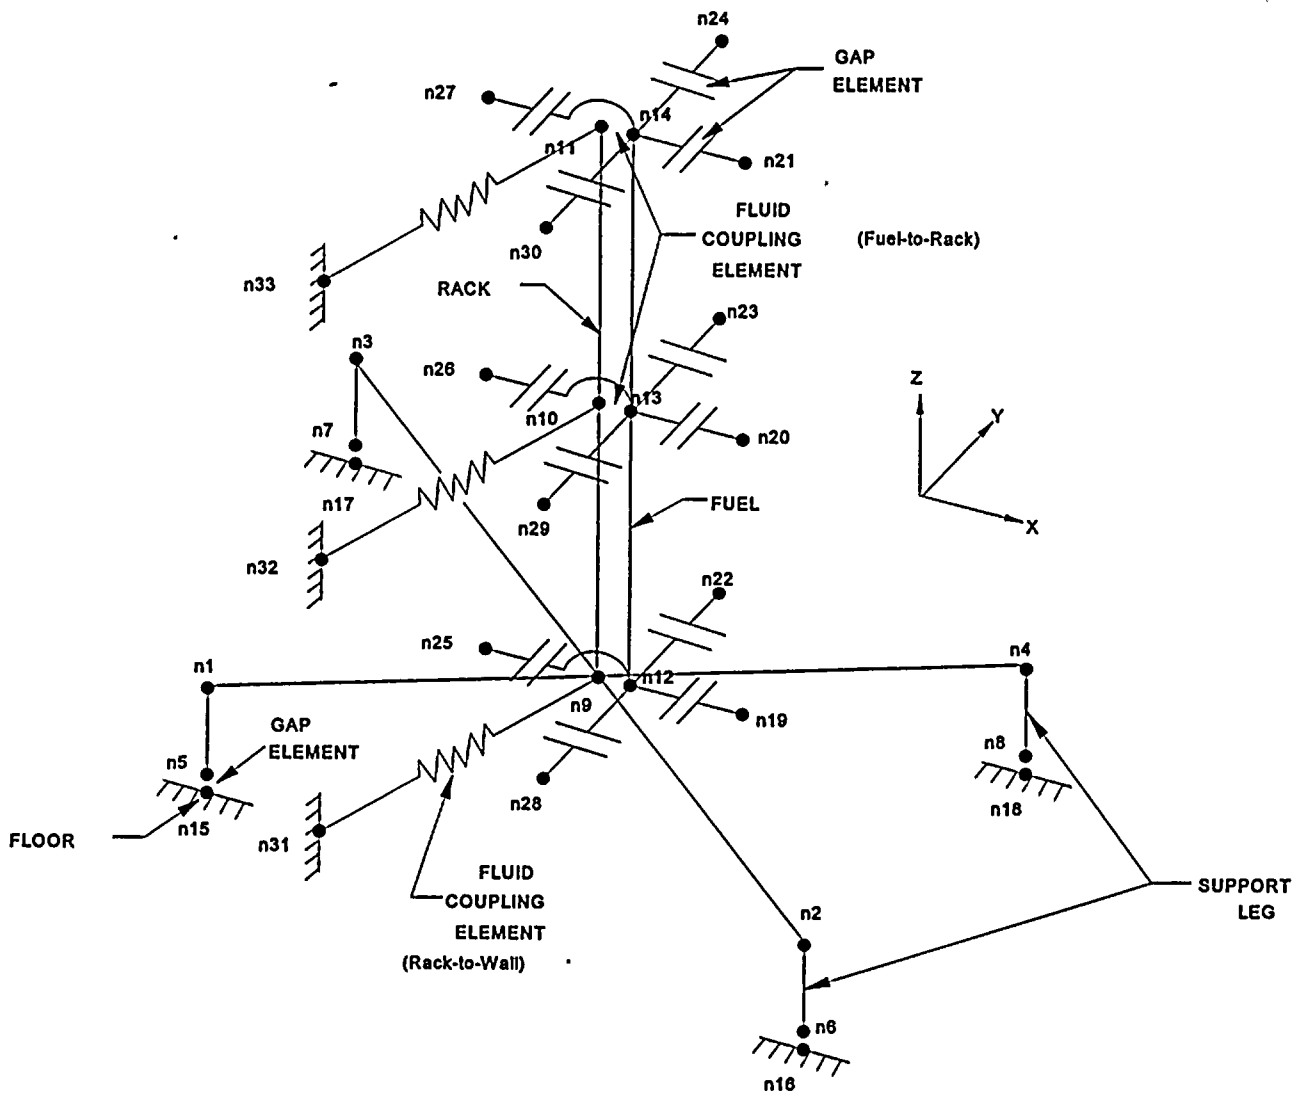 n24
GAP
ELEMENT
n27
n14
n11
n21
n30
FLUID
COUPLING
ELEMENT
(Fuel-to-Rack)
n33
RACK
n23
n3
n26
n10
n13
n20
n7
n17
n29
FUEL
Z
Y
X
n32
n22
n25
n1
n4
n12
n9
n19
GAP
ELEMENT
n5
n8
n28
n18
n15
n31
FLOOR
FLUID
COUPLING
ELEMENT
(Rack-to-Wall)
SUPPORT
LEG
n2
n6
n16